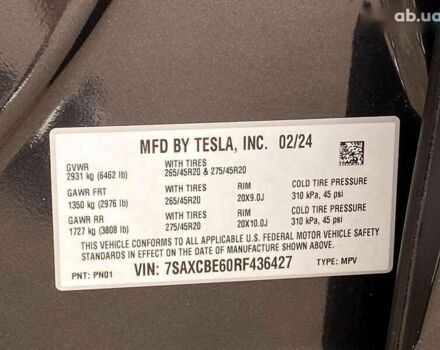 ab.ua
MFD BY TESLA, INC. 02/24
GVWR WITH TIRES
2931 kg (6462 lb) 265/45R20 & 275/45R20
GAWR FRT WITH TIRES RIM COLD TIRE PRESSURE
1350 kg (2976 lb) 265/45R20 20X9.0J 310 kPa, 45 psi
GAWR RR WITH TIRES RIM COLD TIRE PRESSURE
1727 kg (3808 lb) 275/45R20 20X10.0J 310 kPa, 45 psi
THIS VEHICLE CONFORMS TO ALL APPLICABLE U.S. FEDERAL MOTOR VEHICLE SAFETY
STANDARDS IN EFFECT ON THE DATE OF MANUFACTURE SHOWN ABOVE.
PNT: PN01 VIN: 7SAXCBE60RF436427 TYPE: MPV